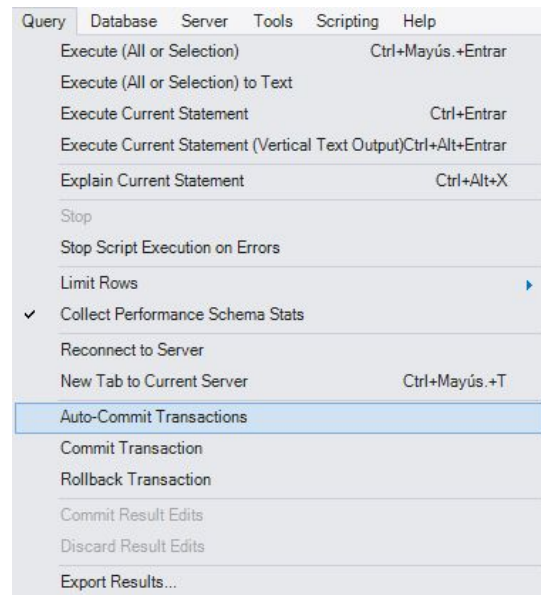 Query Database Server Tools Scripting Help
Execute (All or Selection) Ctrl+Mayús.+Entrar
Execute (All or Selection) to Text
Execute Current Statement Ctrl+Entrar
Execute Current Statement (Vertical Text Output)Ctrl+Alt+Entrar
Explain Current Statement Ctrl+Alt+X
Stop
Stop Script Execution on Errors
Limit Rows
Collect Performance Schema Stats
Reconnect to Server
New Tab to Current Server Ctrl+Mayús.+T
Auto-Commit Transactions
Commit Transaction
Rollback Transaction
Commit Result Edits
Discard Result Edits
Export Results...